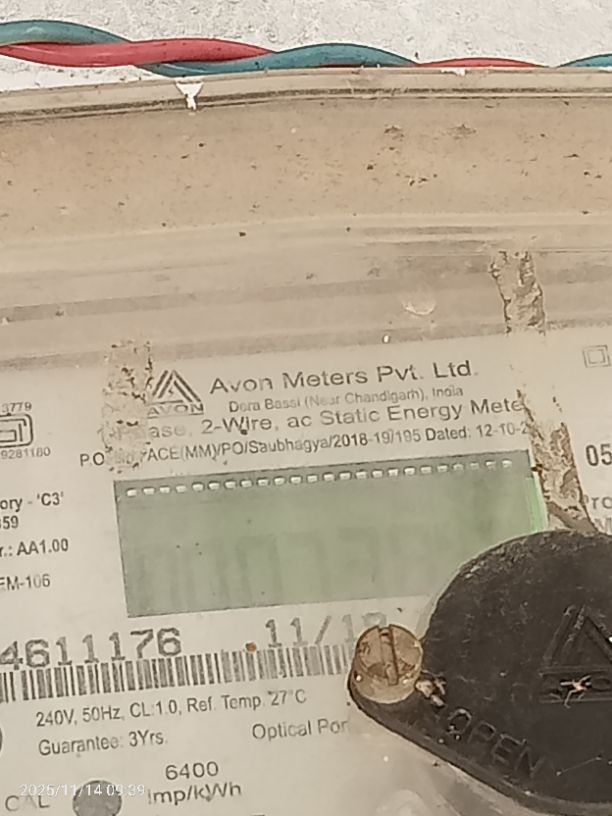 Avon Meters Pvt. Ltd.
AVON
Dera Bassi (Near Chandigarh), India
2-Wire, ac Static Energy Mete
PO ACE(MM)/PO/Saubhagya/2018-19/195 Dated: 12-10-2
3779
9281180
ory - 'C3'
359
r.: AA1.00
EM-106
05
4611176
11/18
240V, 50Hz, CL:1.0, Ref. Temp. 27°C
Guarantee: 3Yrs.
Optical Por
6400
Imp/kWh
CAL
OPEN
2025/11/14 09:39